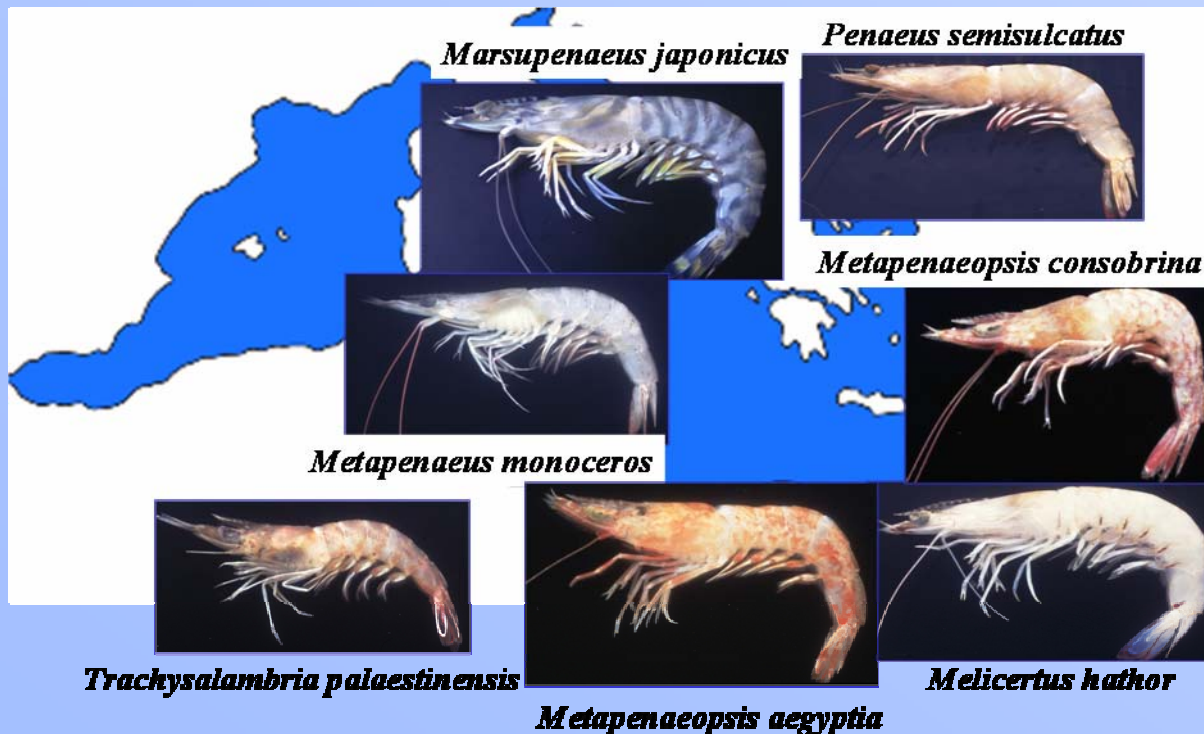 Marsupenaeus japonicus
Penaeus semisulcatus
Metapenaeopsis consobrina
Metapenaeus monoceros
Trachysalambria palaestinensis
Melicertus hathor
Metapenaeopsis aegyptia